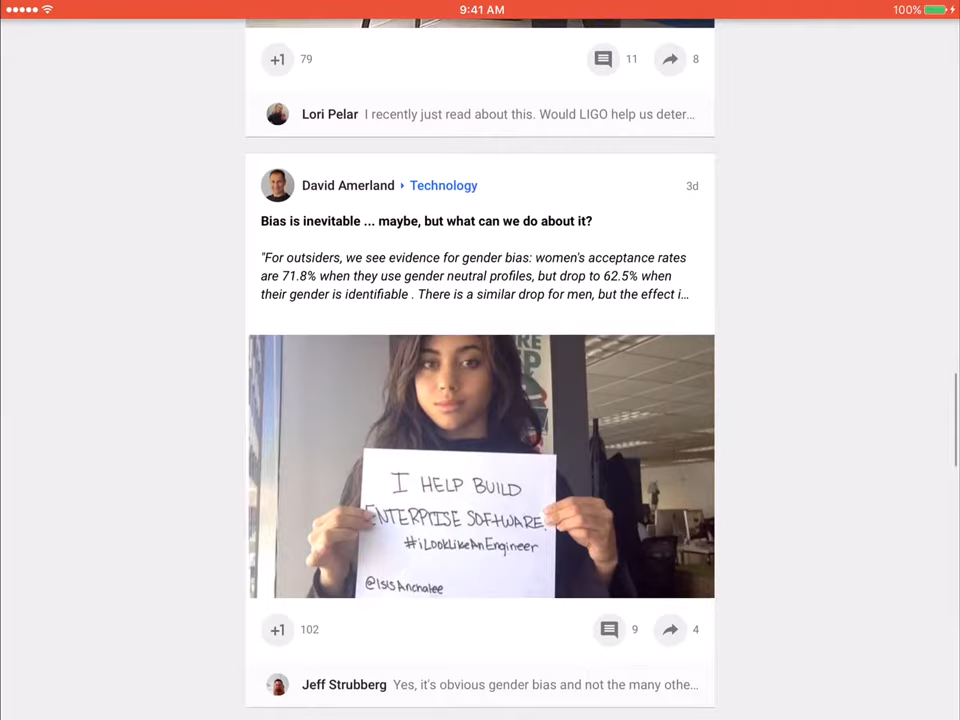 9:41 AM
100%
+1 79 11 8
Lori Pelar I recently just read about this. Would LIGO help us deter...
David Amerland Technology 3d
Bias is inevitable ... maybe, but what can we do about it?
"For outsiders, we see evidence for gender bias: women's acceptance rates
are 71.8% when they use gender neutral profiles, but drop to 62.5% when
their gender is identifiable . There is a similar drop for men, but the effect i...
I HELP BUILD
ENTERPRISE SOFTWARE.
#iLookLikeAnEngineer
@IsisAnchalee
+1 102 9 4
Jeff Strubberg Yes, it's obvious gender bias and not the many othe...